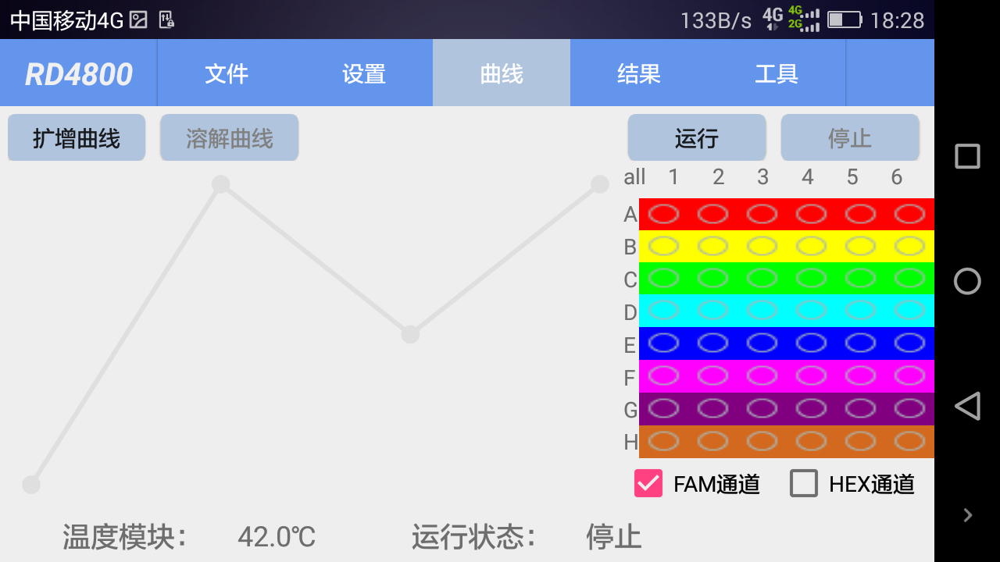 中国移动4G 133B/s 4G 4G 2G 18:28
RD4800 文件 设置 曲线 结果 工具
扩增曲线 溶解曲线 运行 停止
all 1 2 3 4 5 6
A
B
C
D
E
F
G
H
FAM通道 HEX通道
温度模块： 42.0℃ 运行状态： 停止